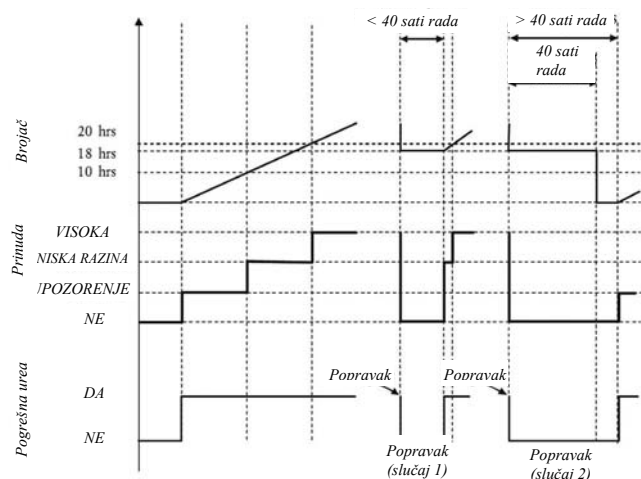 < 40 sati rada
> 40 sati rada
40 sati
rada
Brojač
20 hrs
18 hrs
10 hrs
Prinuda
VISOKA
NISKA RAZINA
UPOZORENJE
NE
Pogrešna urea
DA
NE
Popravak
Popravak
Popravak
(slučaj 1)
Popravak
(slučaj 2)